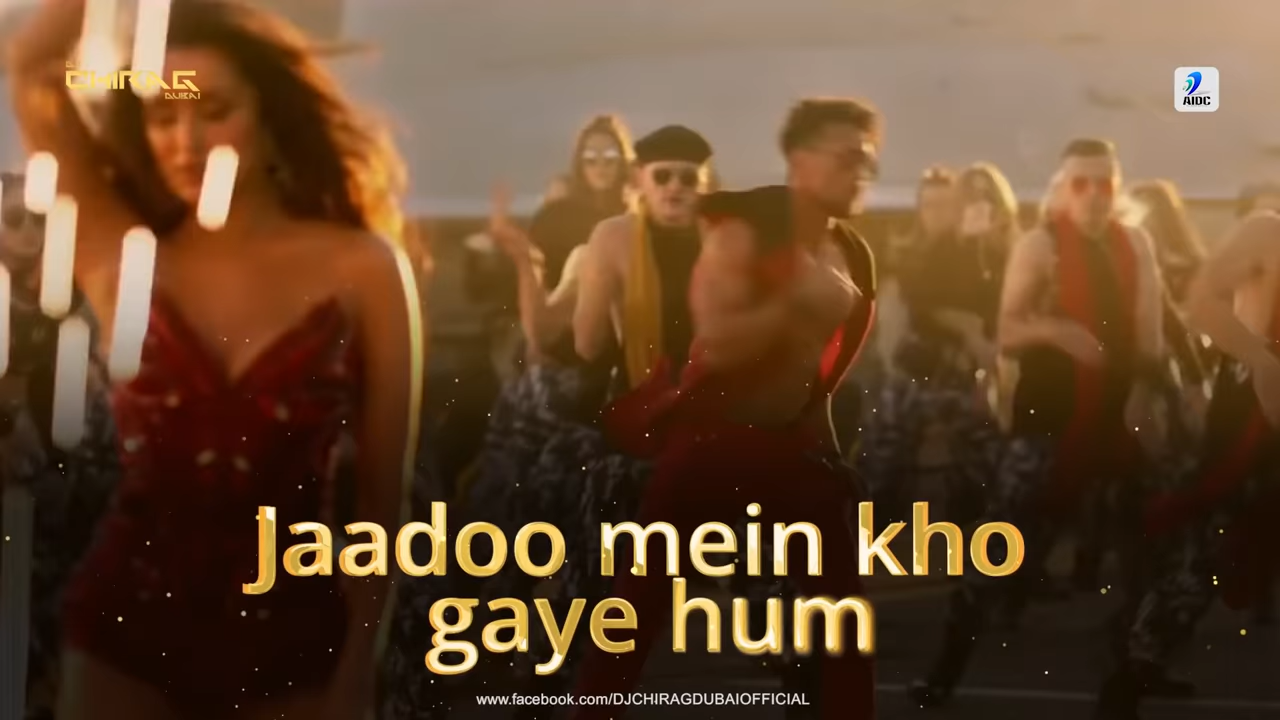 DJ
CHIRAG
DUBAI
AIDC
Jaadoo mein kho
gaye hum
www.facebook.com/DJCHIRAGDUBAIOFFICIAL